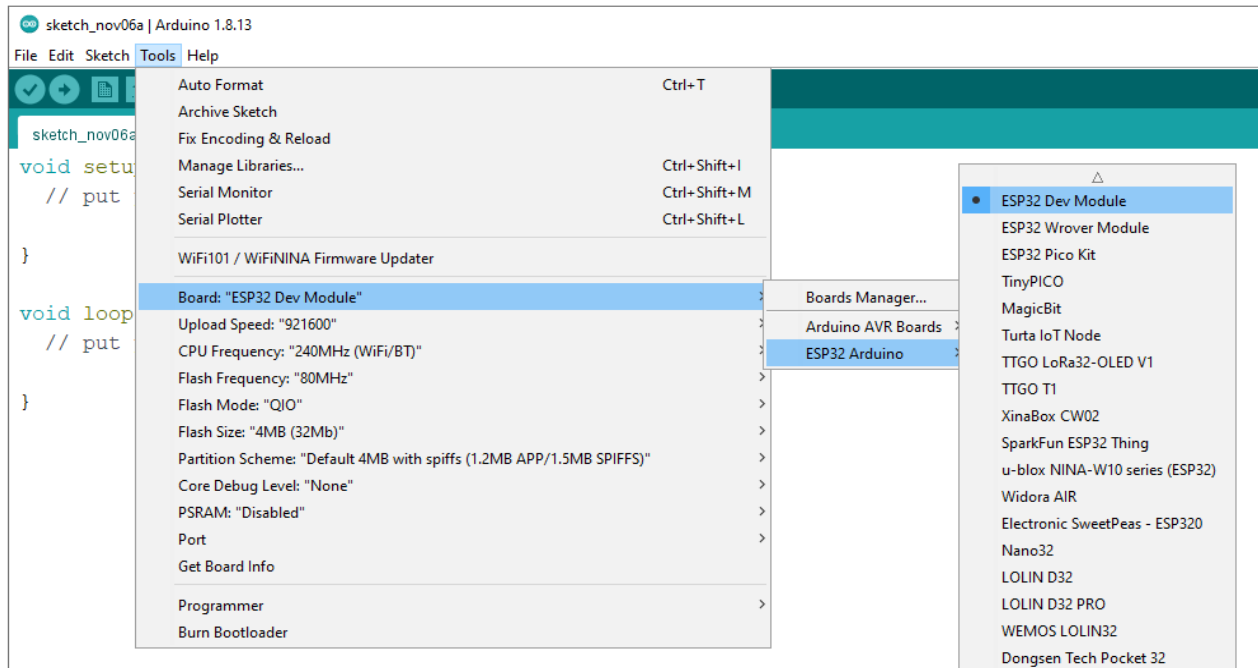 sketch_nov06a | Arduino 1.8.13
File Edit Sketch Tools Help
sketch_nov06a
void setu
// put
}
void loop
// put
}
Auto Format Ctrl+T
Archive Sketch
Fix Encoding & Reload
Manage Libraries... Ctrl+Shift+I
Serial Monitor Ctrl+Shift+M
Serial Plotter Ctrl+Shift+L
WiFi101 / WiFiNINA Firmware Updater
Board: "ESP32 Dev Module"
Upload Speed: "921600"
CPU Frequency: "240MHz (WiFi/BT)"
Flash Frequency: "80MHz"
Flash Mode: "QIO"
Flash Size: "4MB (32Mb)"
Partition Scheme: "Default 4MB with spiffs (1.2MB APP/1.5MB SPIFFS)"
Core Debug Level: "None"
PSRAM: "Disabled"
Port
Get Board Info
Programmer
Burn Bootloader
Boards Manager...
Arduino AVR Boards
ESP32 Arduino
ESP32 Dev Module
ESP32 Wrover Module
ESP32 Pico Kit
TinyPICO
MagicBit
Turta IoT Node
TTGO LoRa32-OLED V1
TTGO T1
XinaBox CW02
SparkFun ESP32 Thing
u-blox NINA-W10 series (ESP32)
Widora AIR
Electronic SweetPeas - ESP320
Nano32
LOLIN D32
LOLIN D32 PRO
WEMOS LOLIN32
Dongsen Tech Pocket 32